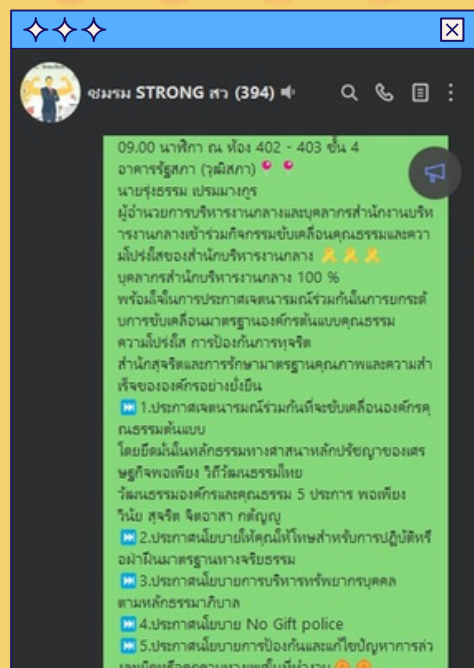 ชมรม STRONG สว (394)
09.00 นาฬิกา ณ ห้อง 402 - 403 ชั้น 4
อาคารรัฐสภา (วุฒิสภา) 📍 📍
นายรุ่งธรรม เปรมมางกูร
ผู้อำนวยการบริหารงานกลางและบุคลากรสำนักงานบริห
ารงานกลางเข้าร่วมกิจกรรมขับเคลื่อนคุณธรรมและควา
มโปร่งใสของสำนักบริหารงานกลาง 🎗️ 🎗️ 🎗️
บุคลากรสำนักบริหารงานกลาง 100 %
พร้อมใจในการประกาศเจตนารมณ์ร่วมกันในการยกระดั
บการขับเคลื่อนมาตรฐานองค์กรต้นแบบคุณธรรม
ความโปร่งใส การป้องกันการทุจริต
สำนักสุจริตและการรักษามาตรฐานคุณภาพและความสำ
เร็จขององค์กรอย่างยั่งยืน
⏭️ 1.ประกาศเจตนารมณ์ร่วมกันที่จะขับเคลื่อนองค์กรคุ
ณธรรมต้นแบบ
โดยยึดมั่นในหลักธรรมทางศาสนาหลักปรัชญาของเศร
ษฐกิจพอเพียง วิถีวัฒนธรรมไทย
วัฒนธรรมองค์กรและคุณธรรม 5 ประการ พอเพียง
วินัย สุจริต จิตอาสา กตัญญู
⏭️ 2.ประกาศนโยบายให้คุณให้โทษสำหรับการปฏิบัติหรื
อฝ่าฝืนมาตรฐานทางจริยธรรม
⏭️ 3.ประกาศนโยบายการบริหารทรัพยากรบุคคล
ตามหลักธรรมาภิบาล
⏭️ 4.ประกาศนโยบาย No Gift police
⏭️ 5.ประกาศนโยบายการป้องกันและแก้ไขปัญหาการล่ว
งละเมิดหรือคุกคามทางเพศในที่ทำงาน